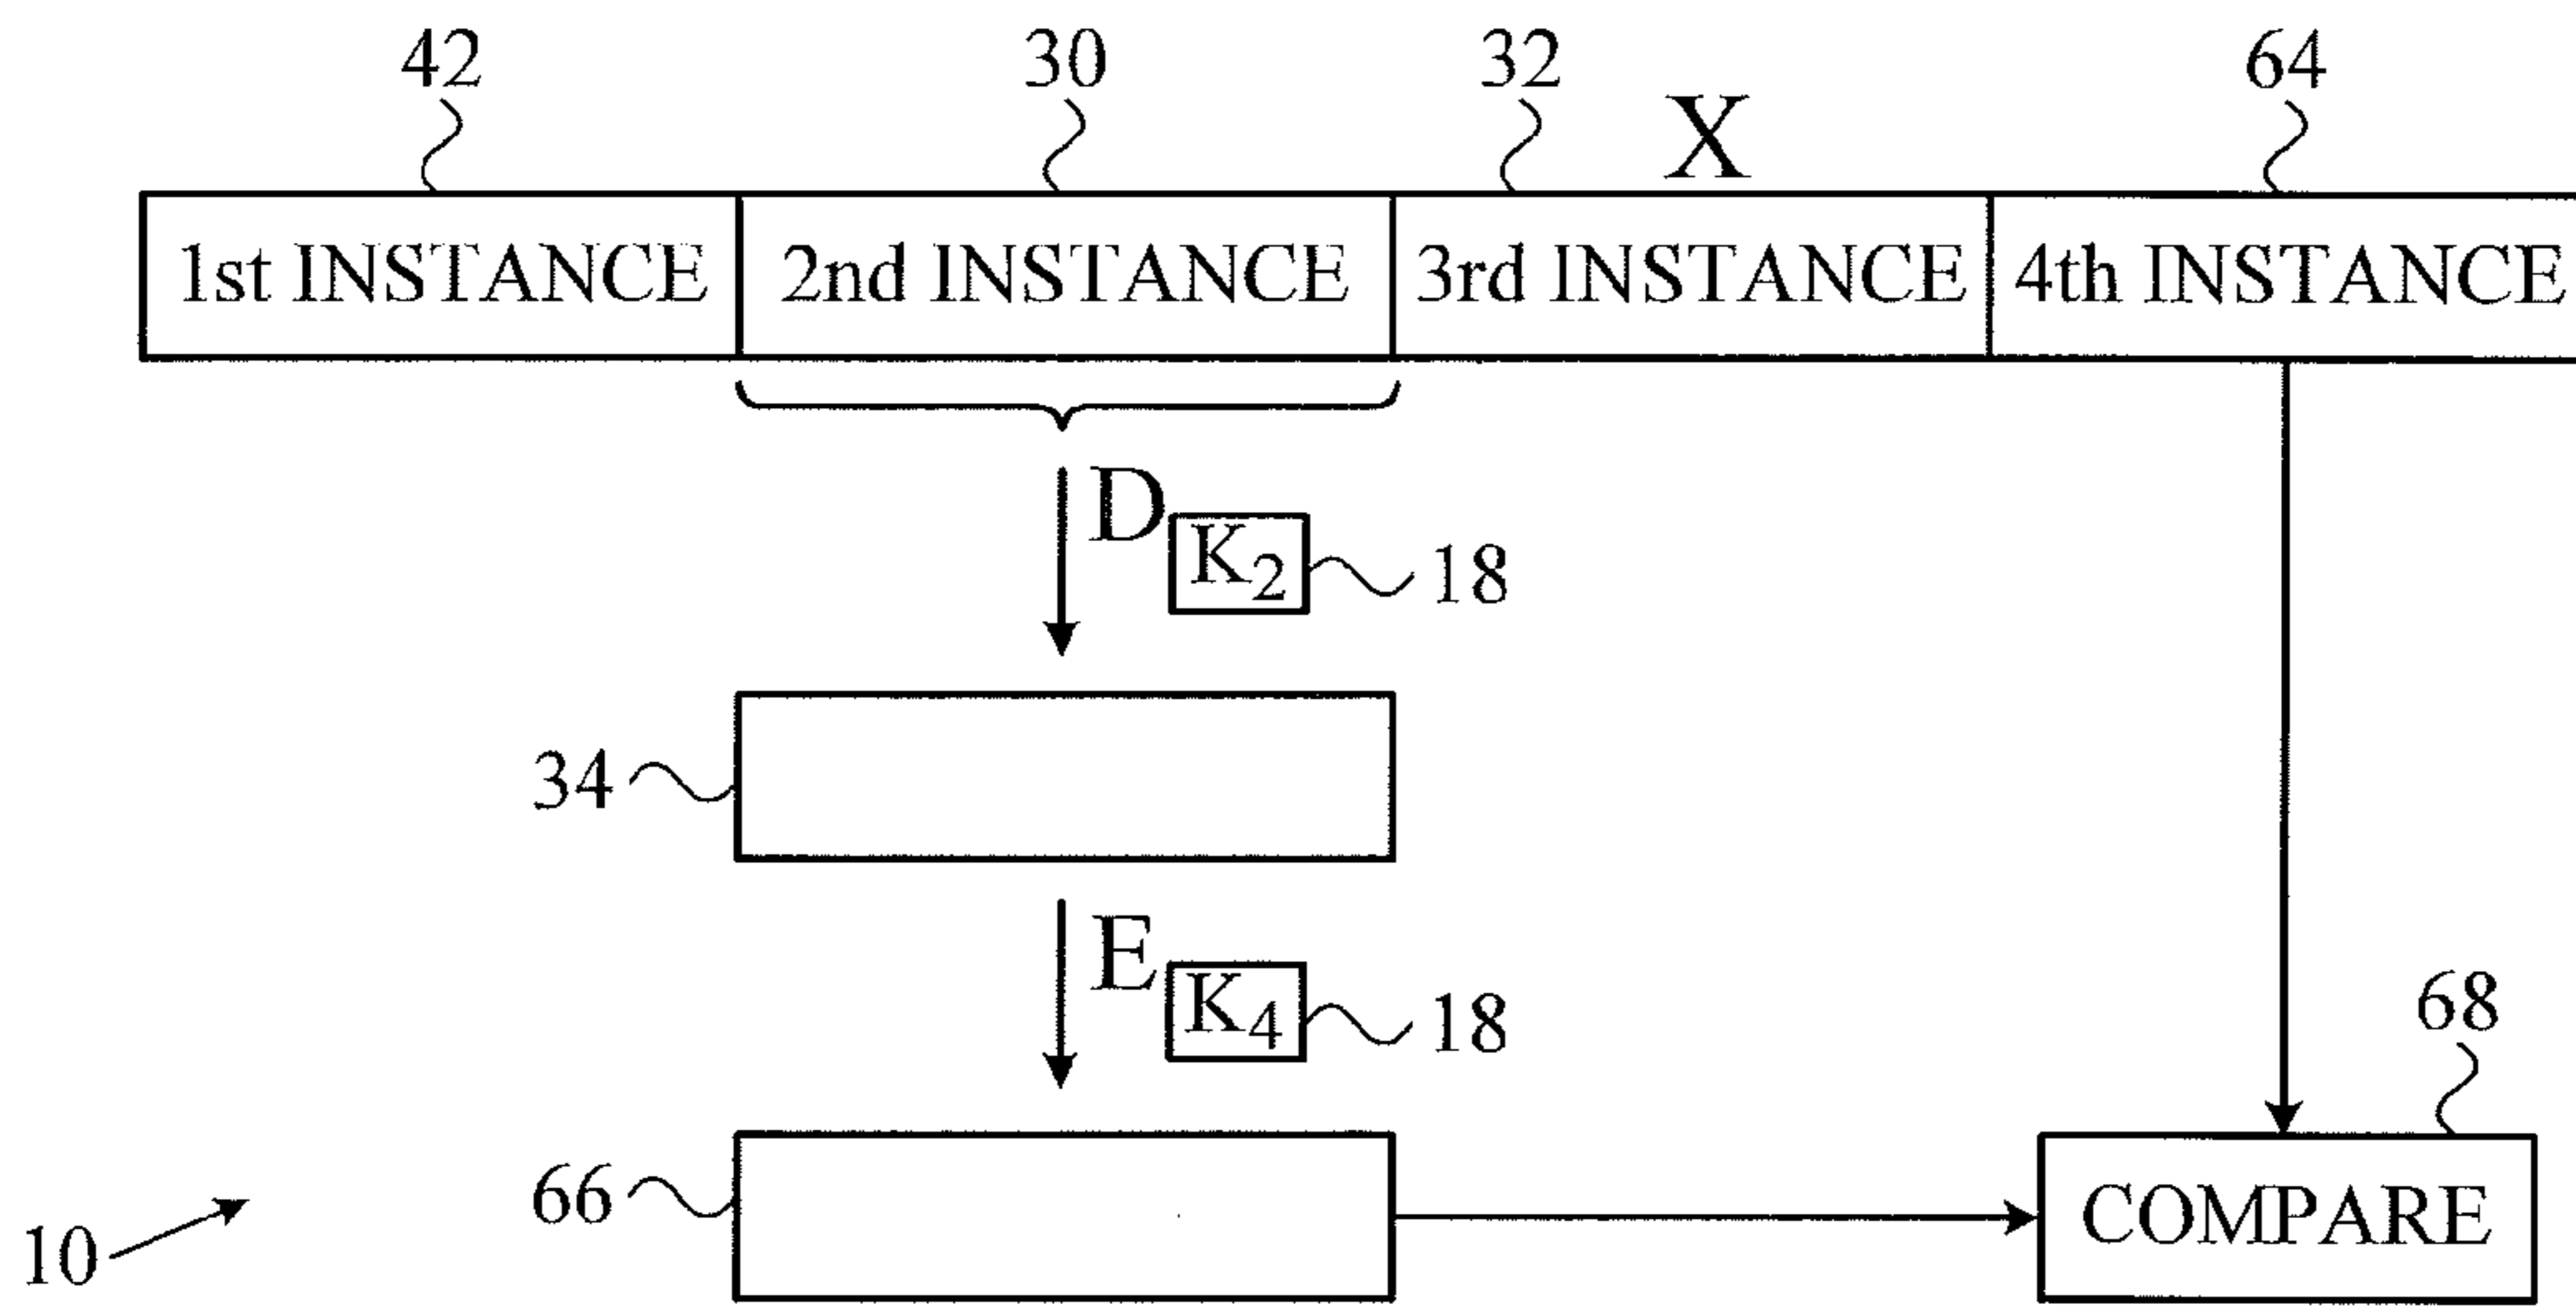 42 30 32 X 64
1st INSTANCE 2nd INSTANCE 3rd INSTANCE 4th INSTANCE
D K2 18
34
E K4 18
68
66 COMPARE
10